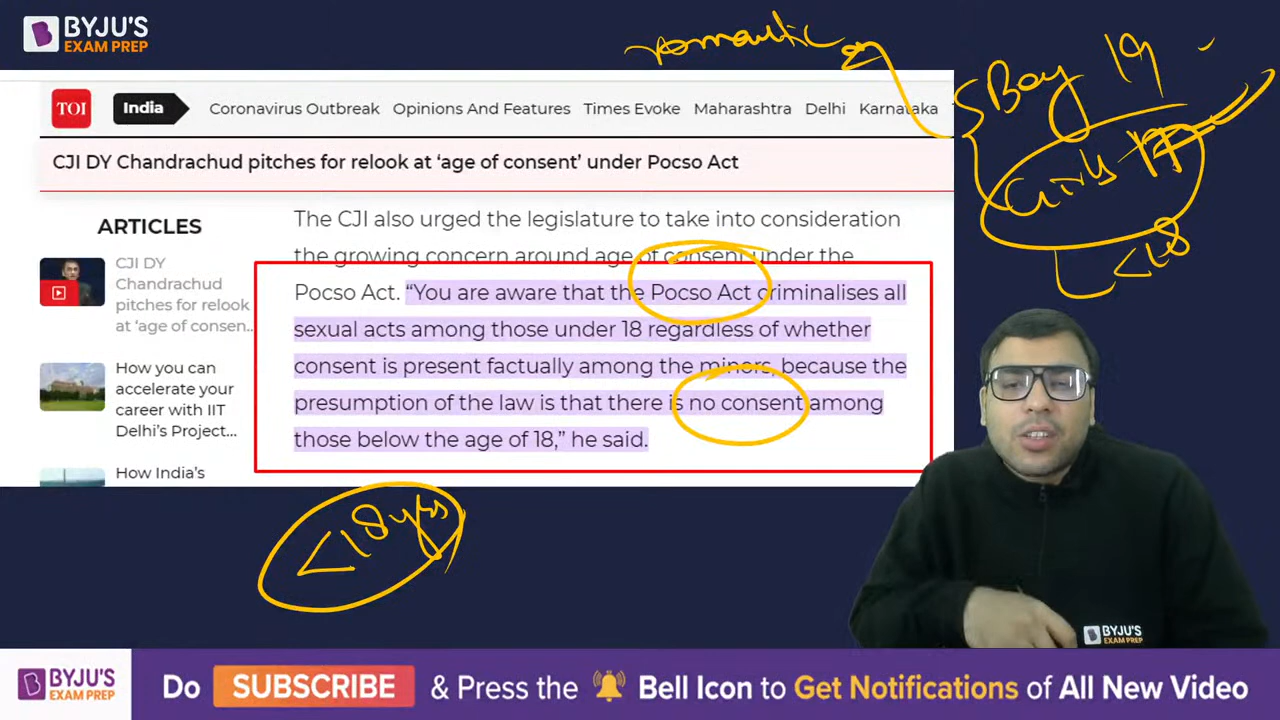 BYJU'S
EXAM PREP
romantic
Boy 19
Girls 17
<18
TOI
India
Coronavirus Outbreak
Opinions And Features
Times Evoke
Maharashtra
Delhi
Karnataka
CJI DY Chandrachud pitches for relook at ‘age of consent’ under Pocso Act
ARTICLES
CJI DY
Chandrachud
pitches for relook
at ‘age of consen..
How you can
accelerate your
career with IIT
Delhi’s Project...
How India’s
The CJI also urged the legislature to take into consideration
the growing concern around age of consent under the
Pocso Act. “You are aware that the Pocso Act criminalises all
sexual acts among those under 18 regardless of whether
consent is present factually among the minors, because the
presumption of the law is that there is no consent among
those below the age of 18,” he said.
<18 yrs
BYJU'S
EXAM PREP
BYJU'S
EXAM PREP
Do SUBSCRIBE & Press the Bell Icon to Get Notifications of All New Video